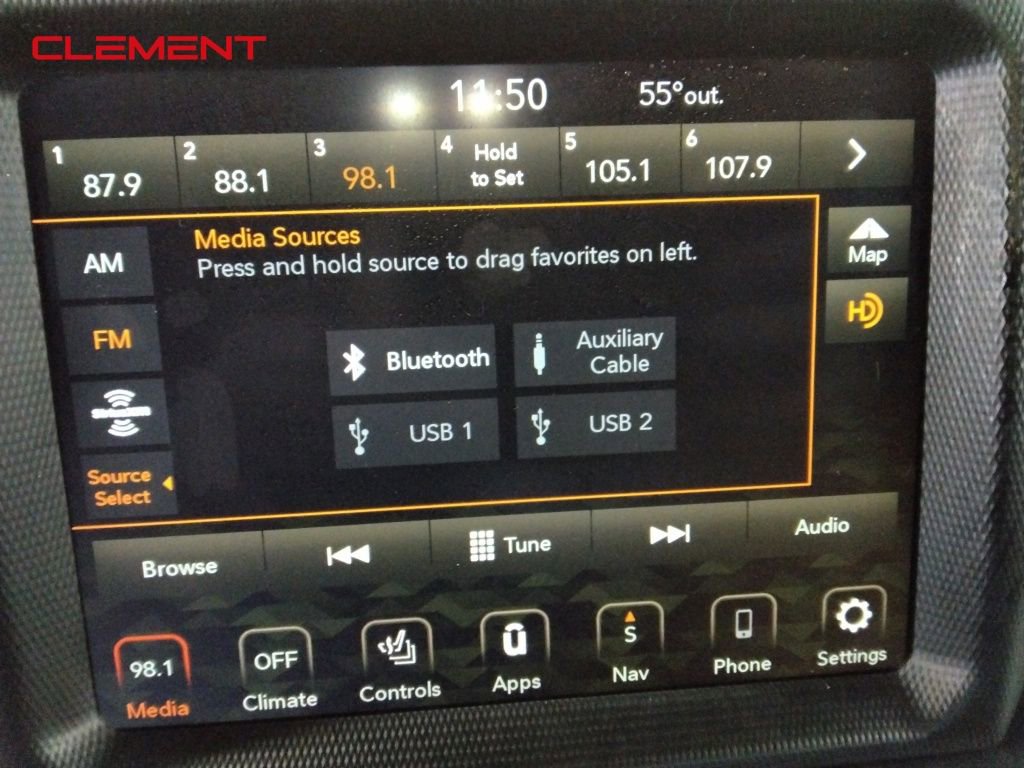 CLEMENT
11:50
55°out.
1
87.9
2
88.1
3
98.1
4
Hold
to Set
5
105.1
6
107.9
AM
Media Sources
Press and hold source to drag favorites on left.
Map
FM
HD
Bluetooth
Auxiliary
Cable
SiriusXM
USB 1
USB 2
Source
Select
Browse
Tune
Audio
98.1
Media
OFF
Climate
Controls
Apps
S
Nav
Phone
Settings